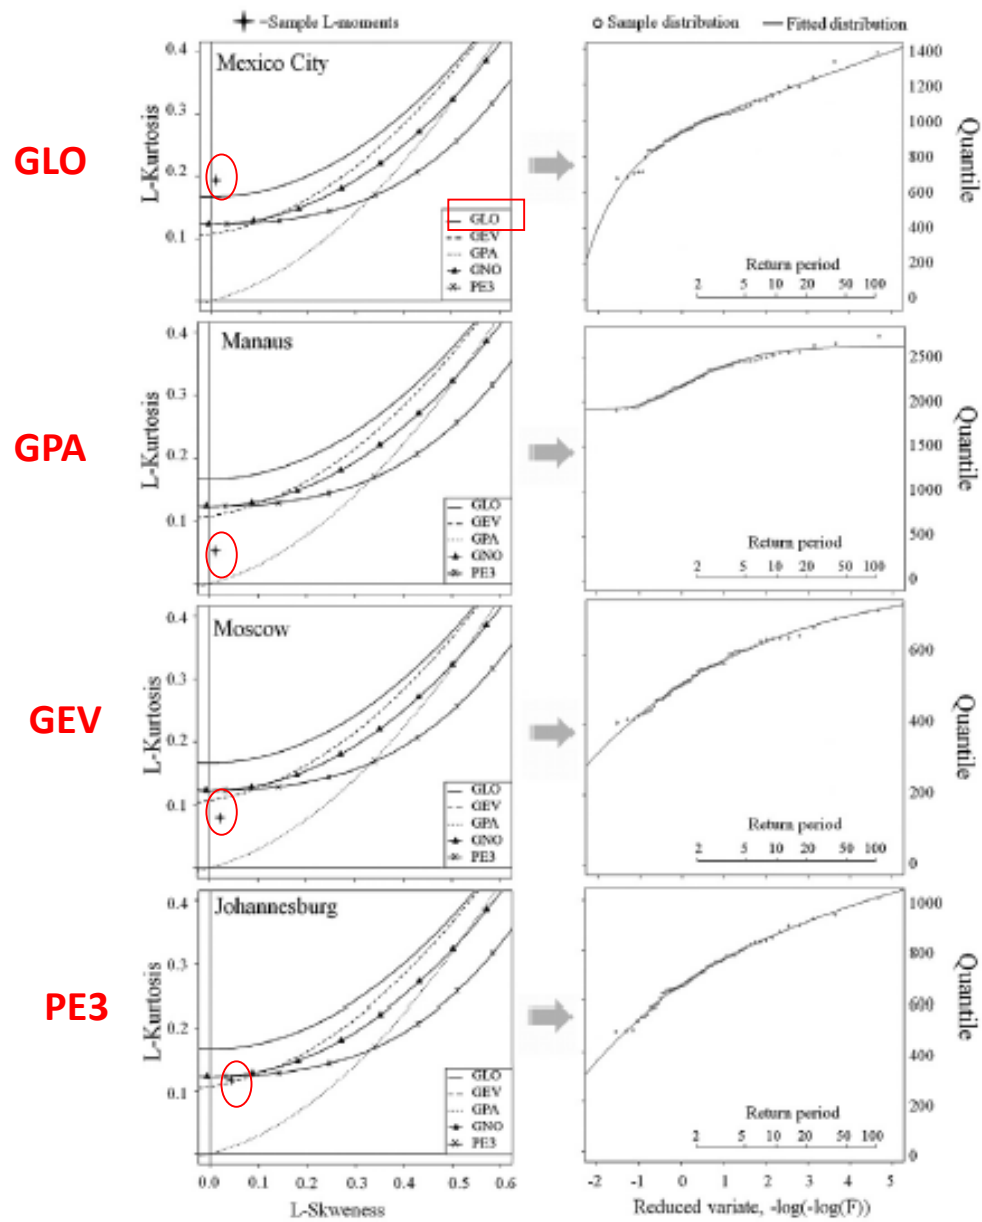 -Sample L-moments
Sample distribution Fitted distribution
GLO
Mexico City
L-Kurtosis
0.4
0.3
0.2
0.1
GLO
GEV
GPA
GNO
PE3
Return period
2 5 10 20 50 100
1400
1200
1000
800
600
400
200
0
Quantile
GPA
Manaus
L-Kurtosis
0.4
0.3
0.2
0.1
GLO
GEV
GPA
GNO
PE3
Return period
2 5 10 20 40 100
2500
2000
1500
1000
500
0
Quantile
GEV
Moscow
L-Kurtosis
0.4
0.3
0.2
0.1
GLO
GEV
GPA
GNO
PE3
Return period
2 5 10 20 50 100
600
400
200
0
Quantile
PE3
Johannesburg
L-Kurtosis
0.4
0.3
0.2
0.1
GLO
GEV
GPA
GNO
PE3
Return period
2 5 10 20 50 100
1000
800
600
400
200
0
Quantile
0.0 0.1 0.2 0.3 0.4 0.5 0.6
L-Skweness
-2 -1 0 1 2 3 4 5
Reduced variate, -log(-log(F))